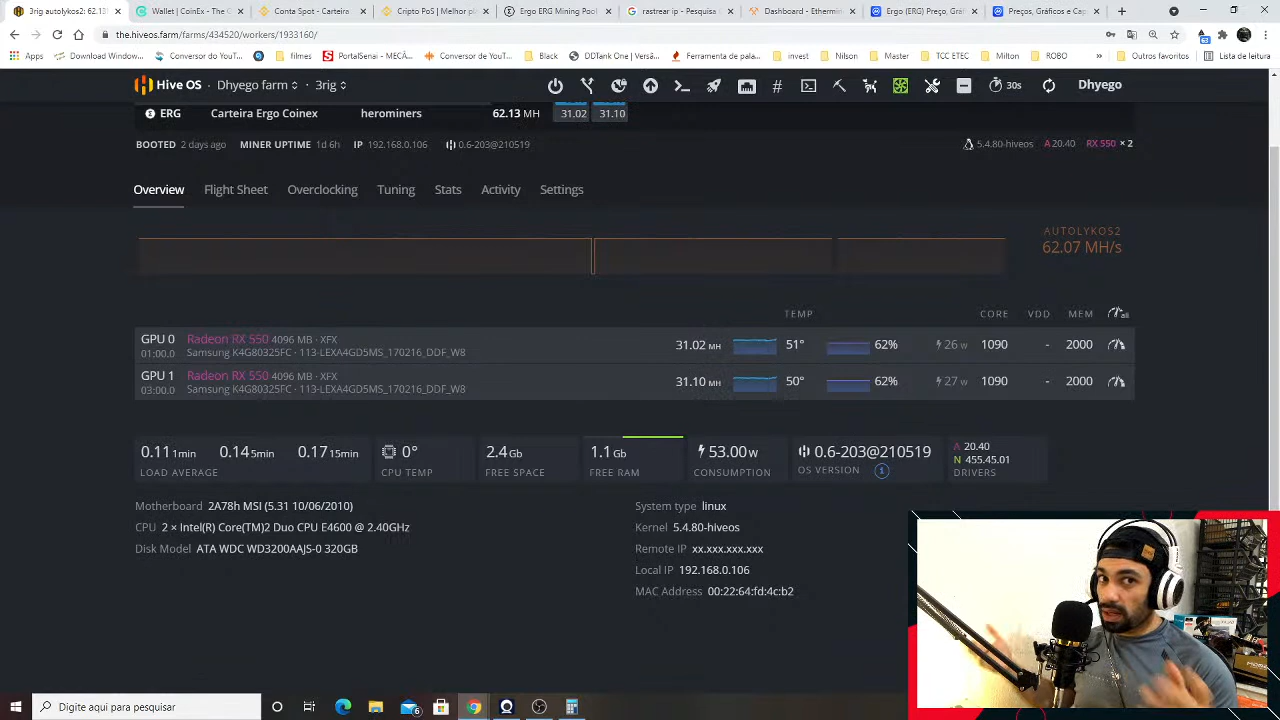 3rig autolykos2: 62.13
Wallet | CoinEx - The G
Conta Spot - Carteira
Cripto PoS | Melhor pl
Ergo ERG Mining Pool
rastrear ip - Pesquisa G
Dashboard - Ethermin
Ergo (ERG) Preço, Grá
Preços, Gráficos e Cap
the.hiveos.farm/farms/434520/workers/1933160/
63
Apps
Download Window...
Conversor do YouTu...
filmes
PortalSenai – MECÂ...
Conversor do YouTu...
Black
DDTank One ( Versã...
Ferramenta de pala...
invest
Nilson
Master
TCC ETEC
Milton
ROBO
Outros favoritos
Hive OS
Dhyego farm
3rig
30s
Dhyego
ERG Carteira Ergo Coinex herominers 62.13 MH 31.02 31.10
BOOTED 2 days ago MINER UPTIME 1d 6h IP 192.168.0.106 0.6-203@210519 5.4.80-hiveos A 20.40 RX 550 × 2
Overview Flight Sheet Overclocking Tuning Stats Activity Settings
AUTOLYKOS2
62.07 MH/s
TEMP CORE VDD MEM
all
GPU 0 Radeon RX 550 4096 MB · XFX 31.02 MH 51° 62% 26 W 1090 - 2000
01:00.0 Samsung K4G80325FC · 113-LEXA4GD5MS_170216_DDF_W8
GPU 1 Radeon RX 550 4096 MB · XFX 31.10 MH 50° 62% 27 W 1090 - 2000
03:00.0 Samsung K4G80325FC · 113-LEXA4GD5MS_170216_DDF_W8
0.11 1min 0.14 5min 0.17 15min
LOAD AVERAGE
0°
CPU TEMP
2.4 Gb
FREE SPACE
1.1 Gb
FREE RAM
53.00 W
CONSUMPTION
0.6-203@210519
OS VERSION
A 20.40
N 455.45.01
DRIVERS
Motherboard 2A78h MSI (5.31 10/06/2010)
CPU 2 × Intel(R) Core(TM)2 Duo CPU E4600 @ 2.40GHz
Disk Model ATA WDC WD3200AAJS-0 320GB
System type linux
Kernel 5.4.80-hiveos
Remote IP xx.xxx.xxx.xxx
Local IP 192.168.0.106
MAC Address 00:22:64:fd:4c:b2
Digite aqui para pesquisar
6